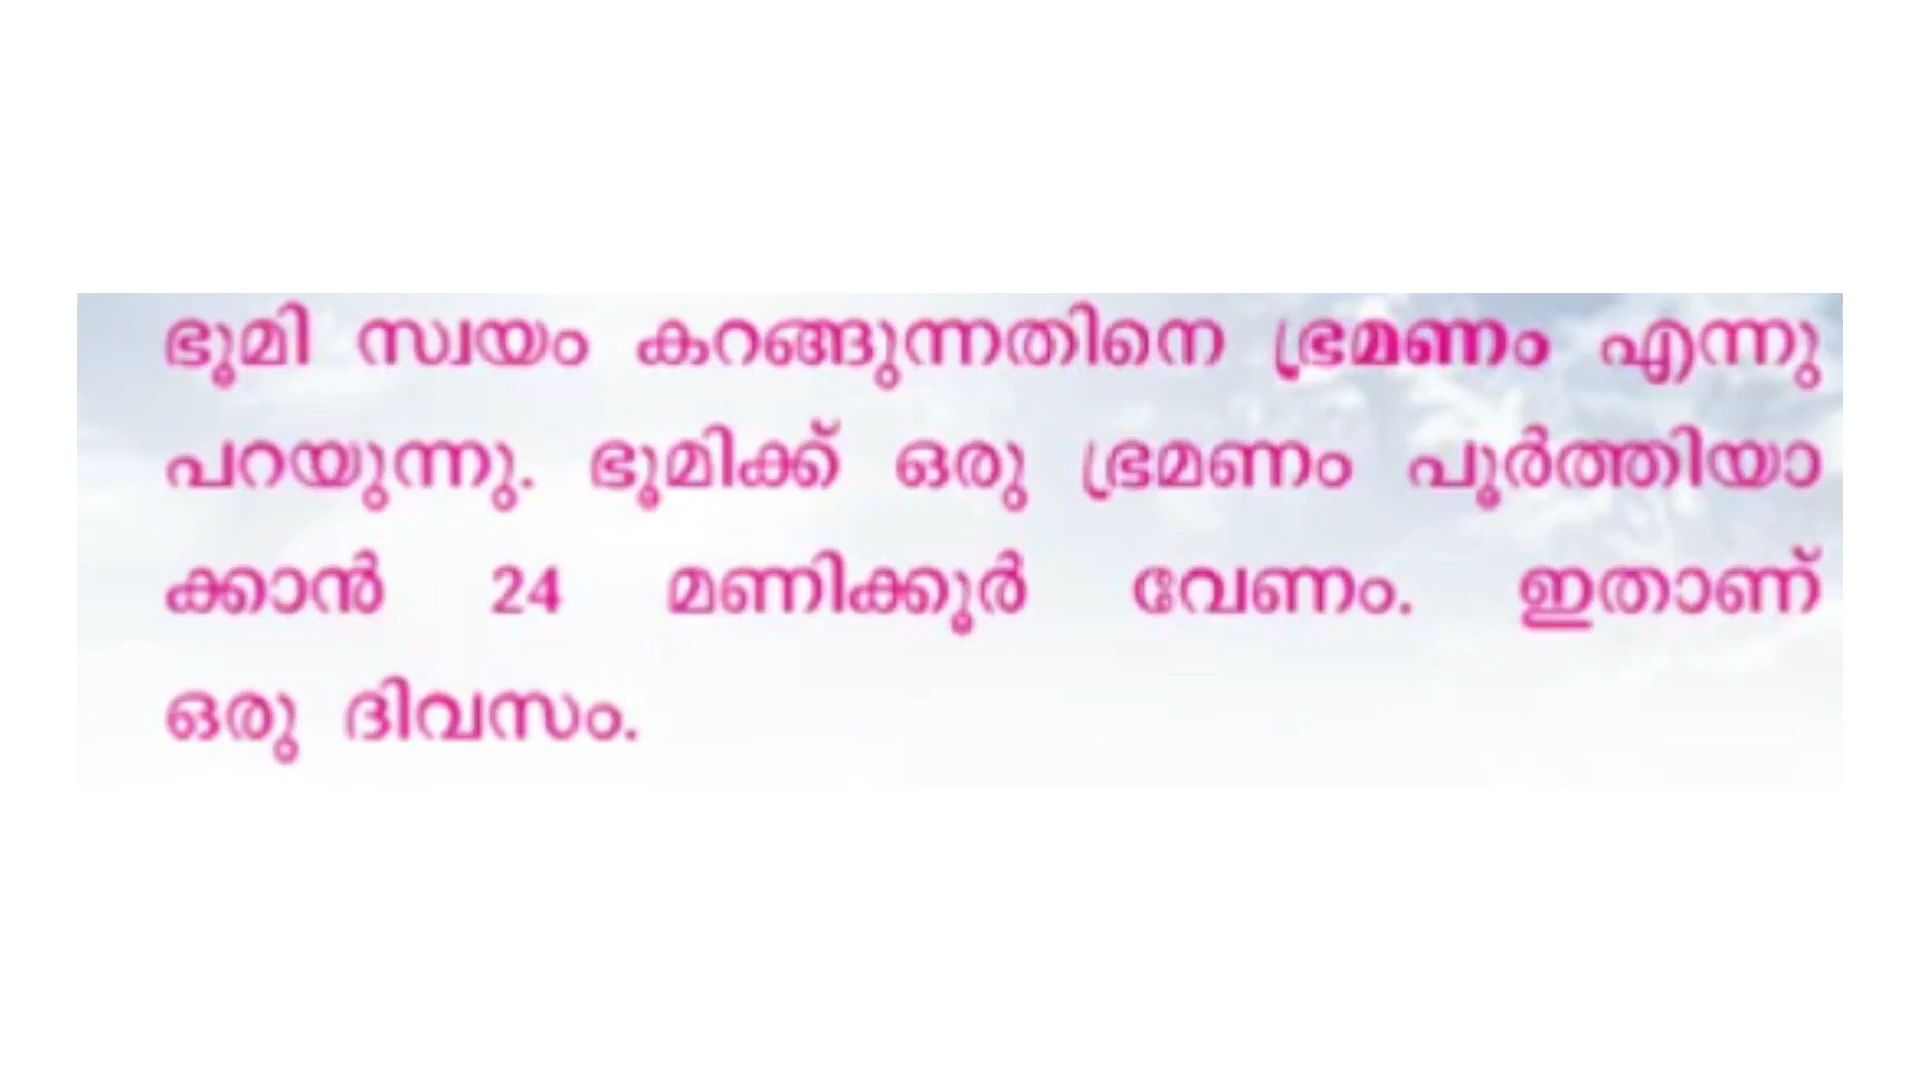 ഭൂമി സ്വയം കറങ്ങുന്നതിനെ ഭ്രമണം എന്നു
പറയുന്നു. ഭൂമിക്ക് ഒരു ഭ്രമണം പൂർത്തിയാ
ക്കാൻ 24 മണിക്കൂർ വേണം. ഇതാണ്
ഒരു ദിവസം.